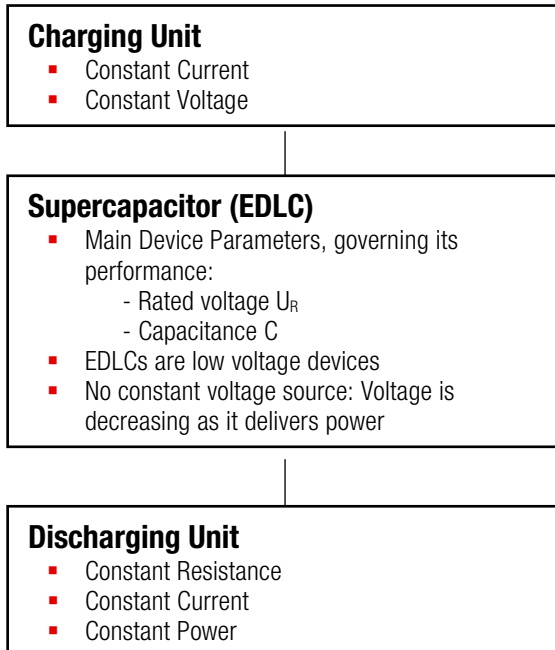 Charging Unit
▪ Constant Current
▪ Constant Voltage
Supercapacitor (EDLC)
▪ Main Device Parameters, governing its
performance:
- Rated voltage U_R
- Capacitance C
▪ EDLCs are low voltage devices
▪ No constant voltage source: Voltage is
decreasing as it delivers power
Discharging Unit
▪ Constant Resistance
▪ Constant Current
▪ Constant Power